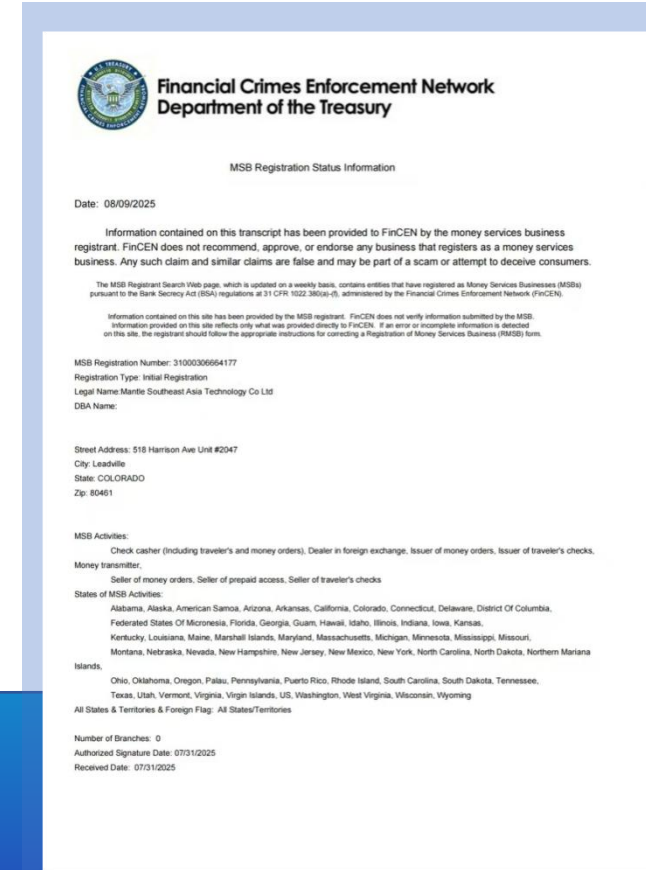 U.S. TREASURY
FINANCIAL CRIMES ENFORCEMENT NETWORK
Financial Crimes Enforcement Network
Department of the Treasury
MSB Registration Status Information
Date: 08/09/2025
Information contained on this transcript has been provided to FinCEN by the money services business
registrant. FinCEN does not recommend, approve, or endorse any business that registers as a money services
business. Any such claim and similar claims are false and may be part of a scam or attempt to deceive consumers.
The MSB Registrant Search Web page, which is updated on a weekly basis, contains entities that have registered as Money Services Businesses (MSBs)
pursuant to the Bank Secrecy Act (BSA) regulations at 31 CFR 1022.380(a)-(f), administered by the Financial Crimes Enforcement Network (FinCEN).
Information contained on this site has been provided by the MSB registrant. FinCEN does not verify information submitted by the MSB.
Information provided on this site reflects only what was provided directly to FinCEN. If an error or incomplete information is detected
on this site, the registrant should follow the appropriate instructions for correcting a Registration of Money Services Business (RMSB) form.
MSB Registration Number: 31000306664177
Registration Type: Initial Registration
Legal Name:Mantle Southeast Asia Technology Co Ltd
DBA Name:
Street Address: 518 Harrison Ave Unit #2047
City: Leadville
State: COLORADO
Zip: 80461
MSB Activities:
Check casher (Including traveler's and money orders), Dealer in foreign exchange, Issuer of money orders, Issuer of traveler's checks,
Money transmitter,
Seller of money orders, Seller of prepaid access, Seller of traveler's checks
States of MSB Activities:
Alabama, Alaska, American Samoa, Arizona, Arkansas, California, Colorado, Connecticut, Delaware, District Of Columbia,
Federated States Of Micronesia, Florida, Georgia, Guam, Hawaii, Idaho, Illinois, Indiana, Iowa, Kansas,
Kentucky, Louisiana, Maine, Marshall Islands, Maryland, Massachusetts, Michigan, Minnesota, Mississippi, Missouri,
Montana, Nebraska, Nevada, New Hampshire, New Jersey, New Mexico, New York, North Carolina, North Dakota, Northern Mariana
Islands,
Ohio, Oklahoma, Oregon, Palau, Pennsylvania, Puerto Rico, Rhode Island, South Carolina, South Dakota, Tennessee,
Texas, Utah, Vermont, Virginia, Virgin Islands, US, Washington, West Virginia, Wisconsin, Wyoming
All States & Territories & Foreign Flag: All States/Territories
Number of Branches: 0
Authorized Signature Date: 07/31/2025
Received Date: 07/31/2025